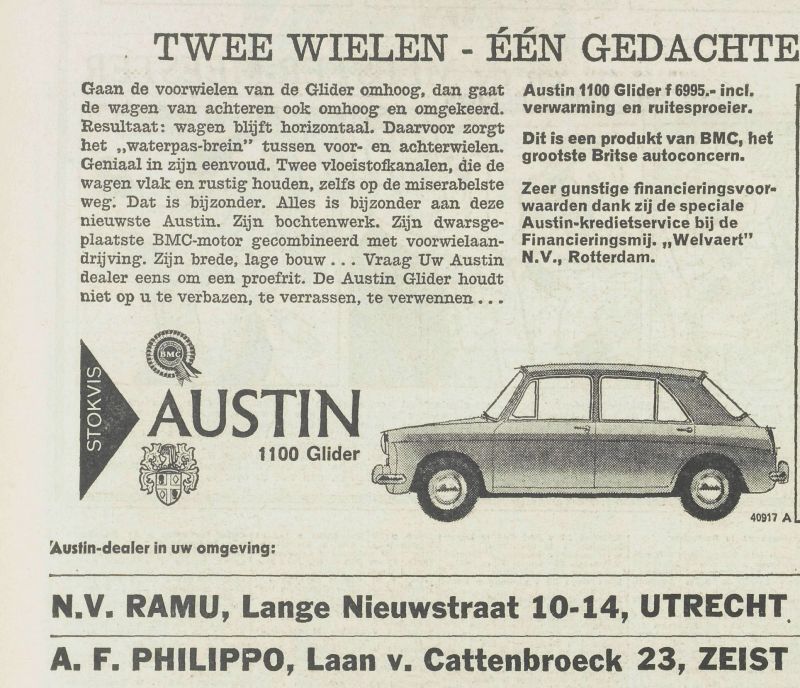 TWEE WIELEN - ÉÉN GEDACHTE
Gaan de voorwielen van de Glider omhoog, dan gaat
de wagen van achteren ook omhoog en omgekeerd.
Resultaat: wagen blijft horizontaal. Daarvoor zorgt
het „waterpas-brein” tussen voor- en achterwielen.
Geniaal in zijn eenvoud. Twee vloeistofkanalen, die de
wagen vlak en rustig houden, zelfs op de miserabelste
weg. Dat is bijzonder. Alles is bijzonder aan deze
nieuwste Austin. Zijn bochtenwerk. Zijn dwarsge-
plaatste BMC-motor gecombineerd met voorwielaan-
drijving. Zijn brede, lage bouw ... Vraag Uw Austin
dealer eens om een proefrit. De Austin Glider houdt
niet op u te verbazen, te verrassen, te verwennen ...
Austin 1100 Glider f 6995.- incl.
verwarming en ruitesproeier.
Dit is een produkt van BMC, het
grootste Britse autoconcern.
Zeer gunstige financieringsvoor-
waarden dank zij de speciale
Austin-kredietservice bij de
Financieringsmij. „Welvaert”
N.V., Rotterdam.
STOKVIS
BMC
AUSTIN
1100 Glider
40917 A
Austin-dealer in uw omgeving:
N.V. RAMU, Lange Nieuwstraat 10-14, UTRECHT
A. F. PHILIPPO, Laan v. Cattenbroeck 23, ZEIST